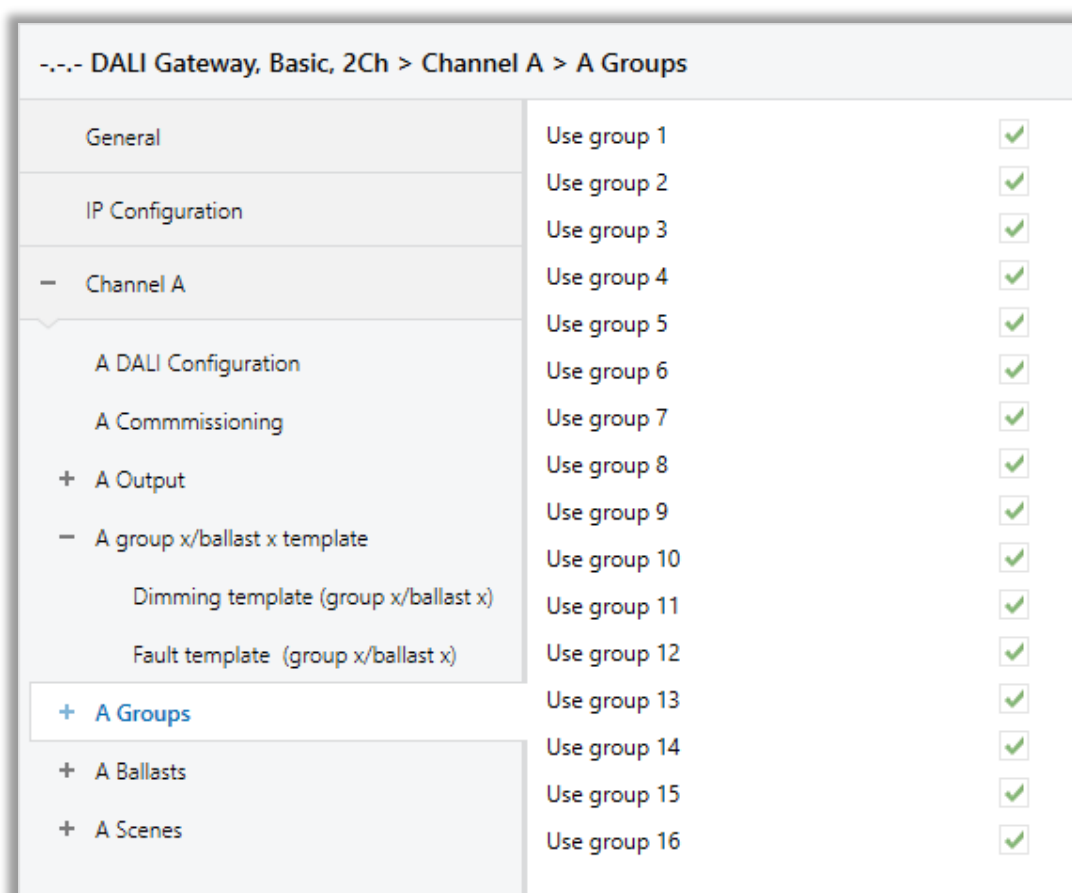 -.-.- DALI Gateway, Basic, 2Ch > Channel A > A Groups
General
IP Configuration
Channel A
A DALI Configuration
A Commmissioning
A Output
A group x/ballast x template
Dimming template (group x/ballast x)
Fault template (group x/ballast x)
A Groups
A Ballasts
A Scenes
Use group 1
Use group 2
Use group 3
Use group 4
Use group 5
Use group 6
Use group 7
Use group 8
Use group 9
Use group 10
Use group 11
Use group 12
Use group 13
Use group 14
Use group 15
Use group 16